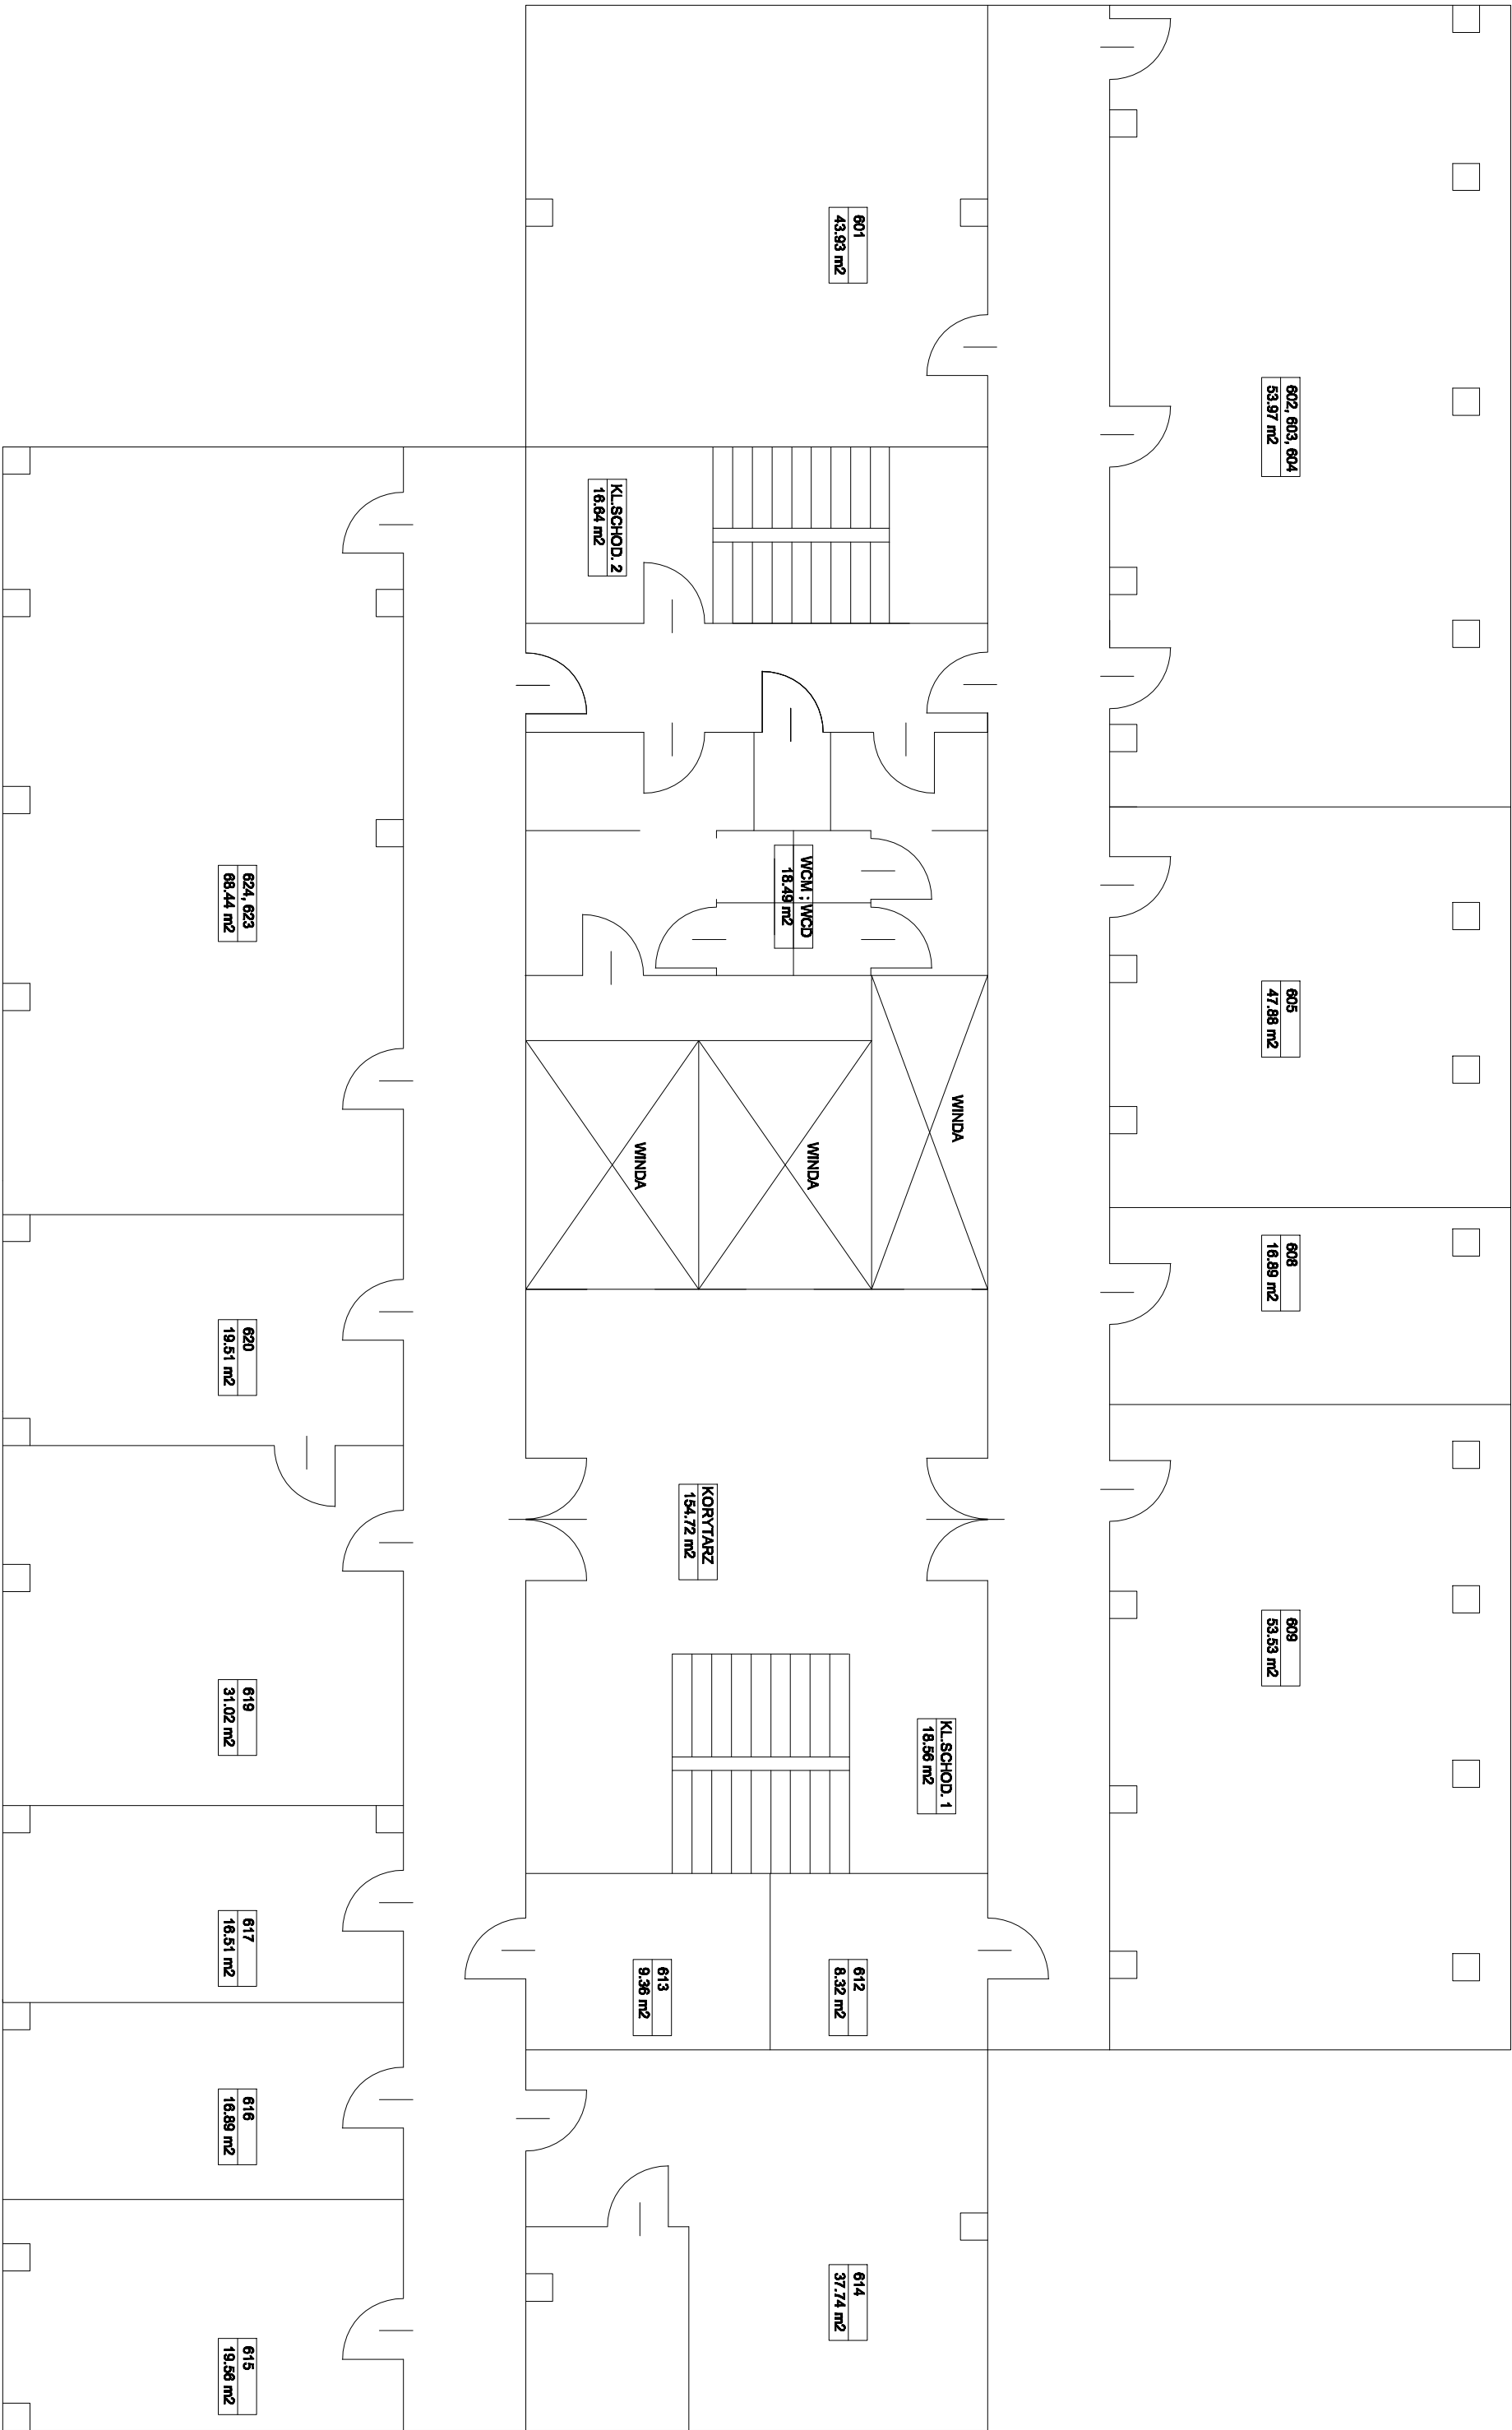 602, 603, 604
53.97 m2
605
47.88 m2
608
16.89 m2
609
53.53 m2
601
43.93 m2
KL.SCHOD. 2
16.64 m2
WCM ; WCD
18.49 m2
WINDA
WINDA
WINDA
KORYTARZ
154.72 m2
KL.SCHOD. 1
18.56 m2
612
8.32 m2
613
9.36 m2
614
37.74 m2
624, 623
68.44 m2
620
19.51 m2
619
31.02 m2
617
16.51 m2
616
16.89 m2
615
19.56 m2